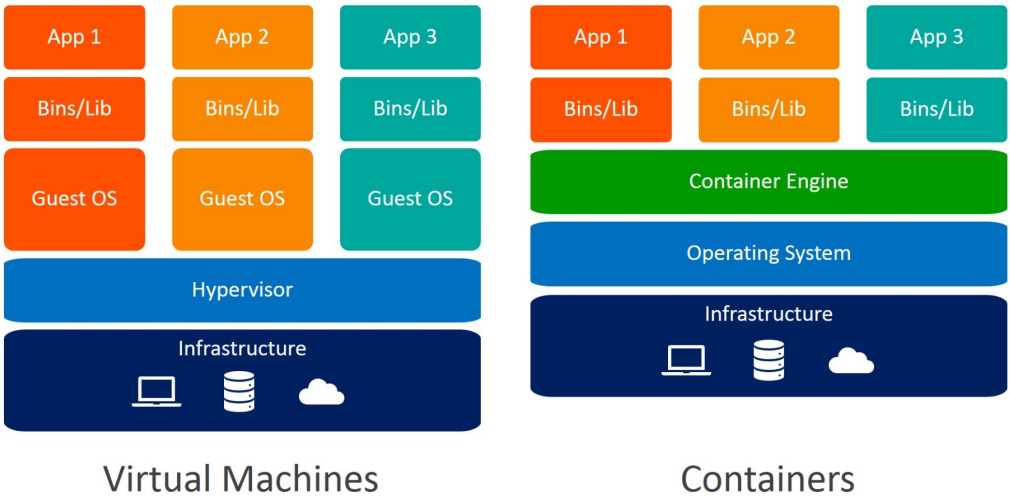 App 1
App 2
App 3
Bins/Lib
Bins/Lib
Bins/Lib
Guest OS
Guest OS
Guest OS
Hypervisor
Infrastructure
Virtual Machines
App 1
App 2
App 3
Bins/Lib
Bins/Lib
Bins/Lib
Container Engine
Operating System
Infrastructure
Containers